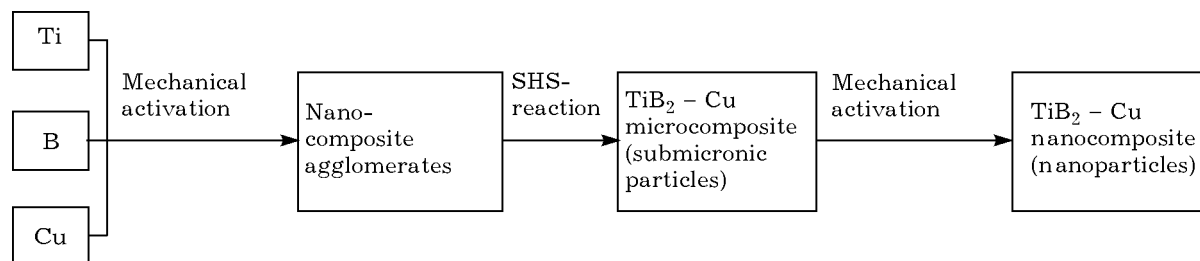 Ti
B
Cu
Mechanical
activation
Nano-
composite
agglomerates
SHS-
reaction
TiB₂ – Cu
microcomposite
(submicronic
particles)
Mechanical
activation
TiB₂ – Cu
nanocomposite
(nanoparticles)